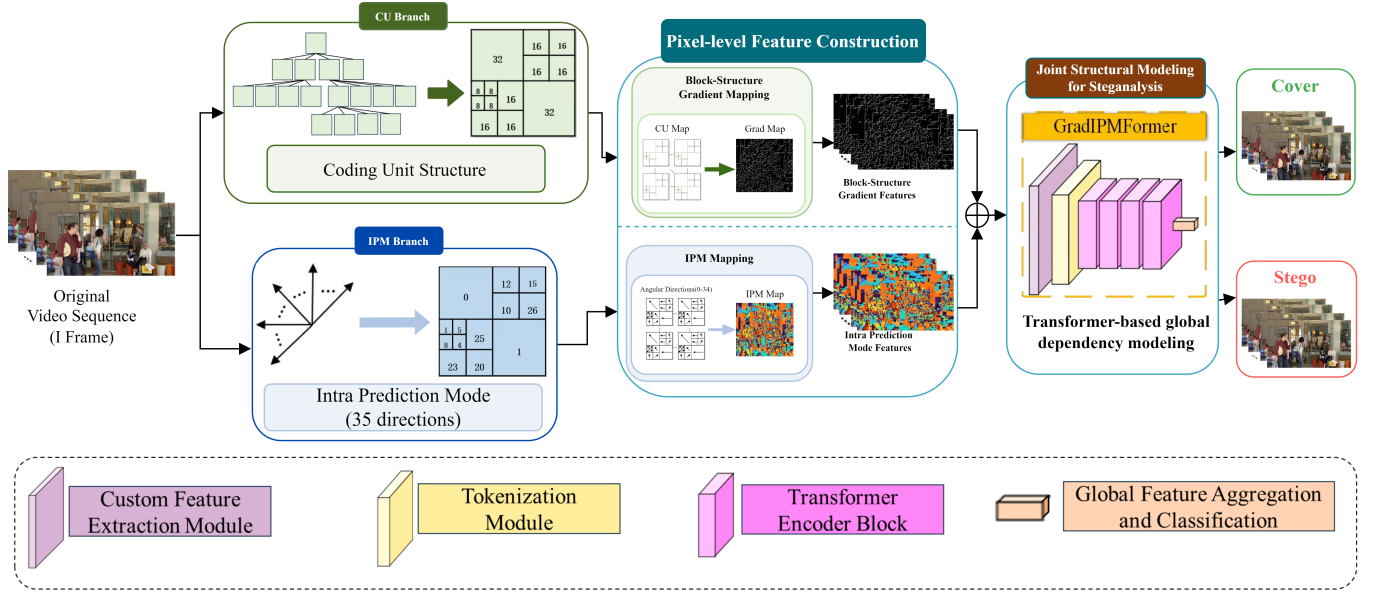 CU Branch
32
16
16
16
16
8
8
8
8
16
16
16
32
Coding Unit Structure
Original
Video Sequence
(I Frame)
IPM Branch
0
12
15
10
26
1
5
8
4
25
23
20
1
Intra Prediction Mode
(35 directions)
Pixel-level Feature Construction
Block-Structure
Gradient Mapping
CU Map
Grad Map
Block-Structure
Gradient Features
IPM Mapping
Angular Directions(0-34)
IPM Map
Intra Prediction
Mode Features
Joint Structural Modeling
for Steganalysis
GradIPMFormer
Transformer-based global
dependency modeling
Cover
Stego
Custom Feature
Extraction Module
Tokenization
Module
Transformer
Encoder Block
Global Feature Aggregation
and Classification